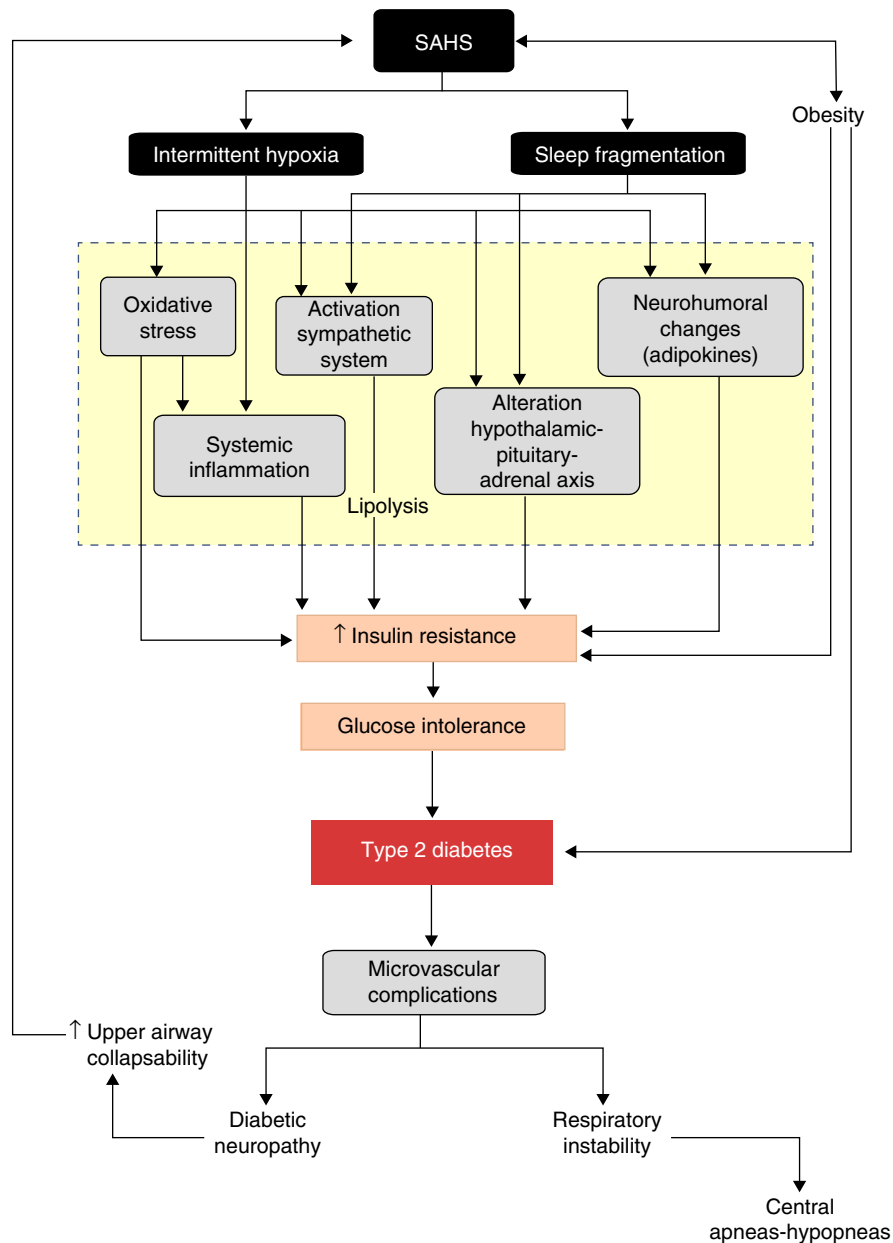 SAHS
Obesity
Intermittent hypoxia
Sleep fragmentation
Oxidative
stress
Activation
sympathetic
system
Neurohumoral
changes
(adipokines)
Systemic
inflammation
Alteration
hypothalamic-
pituitary-
adrenal axis
Lipolysis
↑ Insulin resistance
Glucose intolerance
Type 2 diabetes
Microvascular
complications
↑ Upper airway
collapsability
Diabetic
neuropathy
Respiratory
instability
Central
apneas-hypopneas